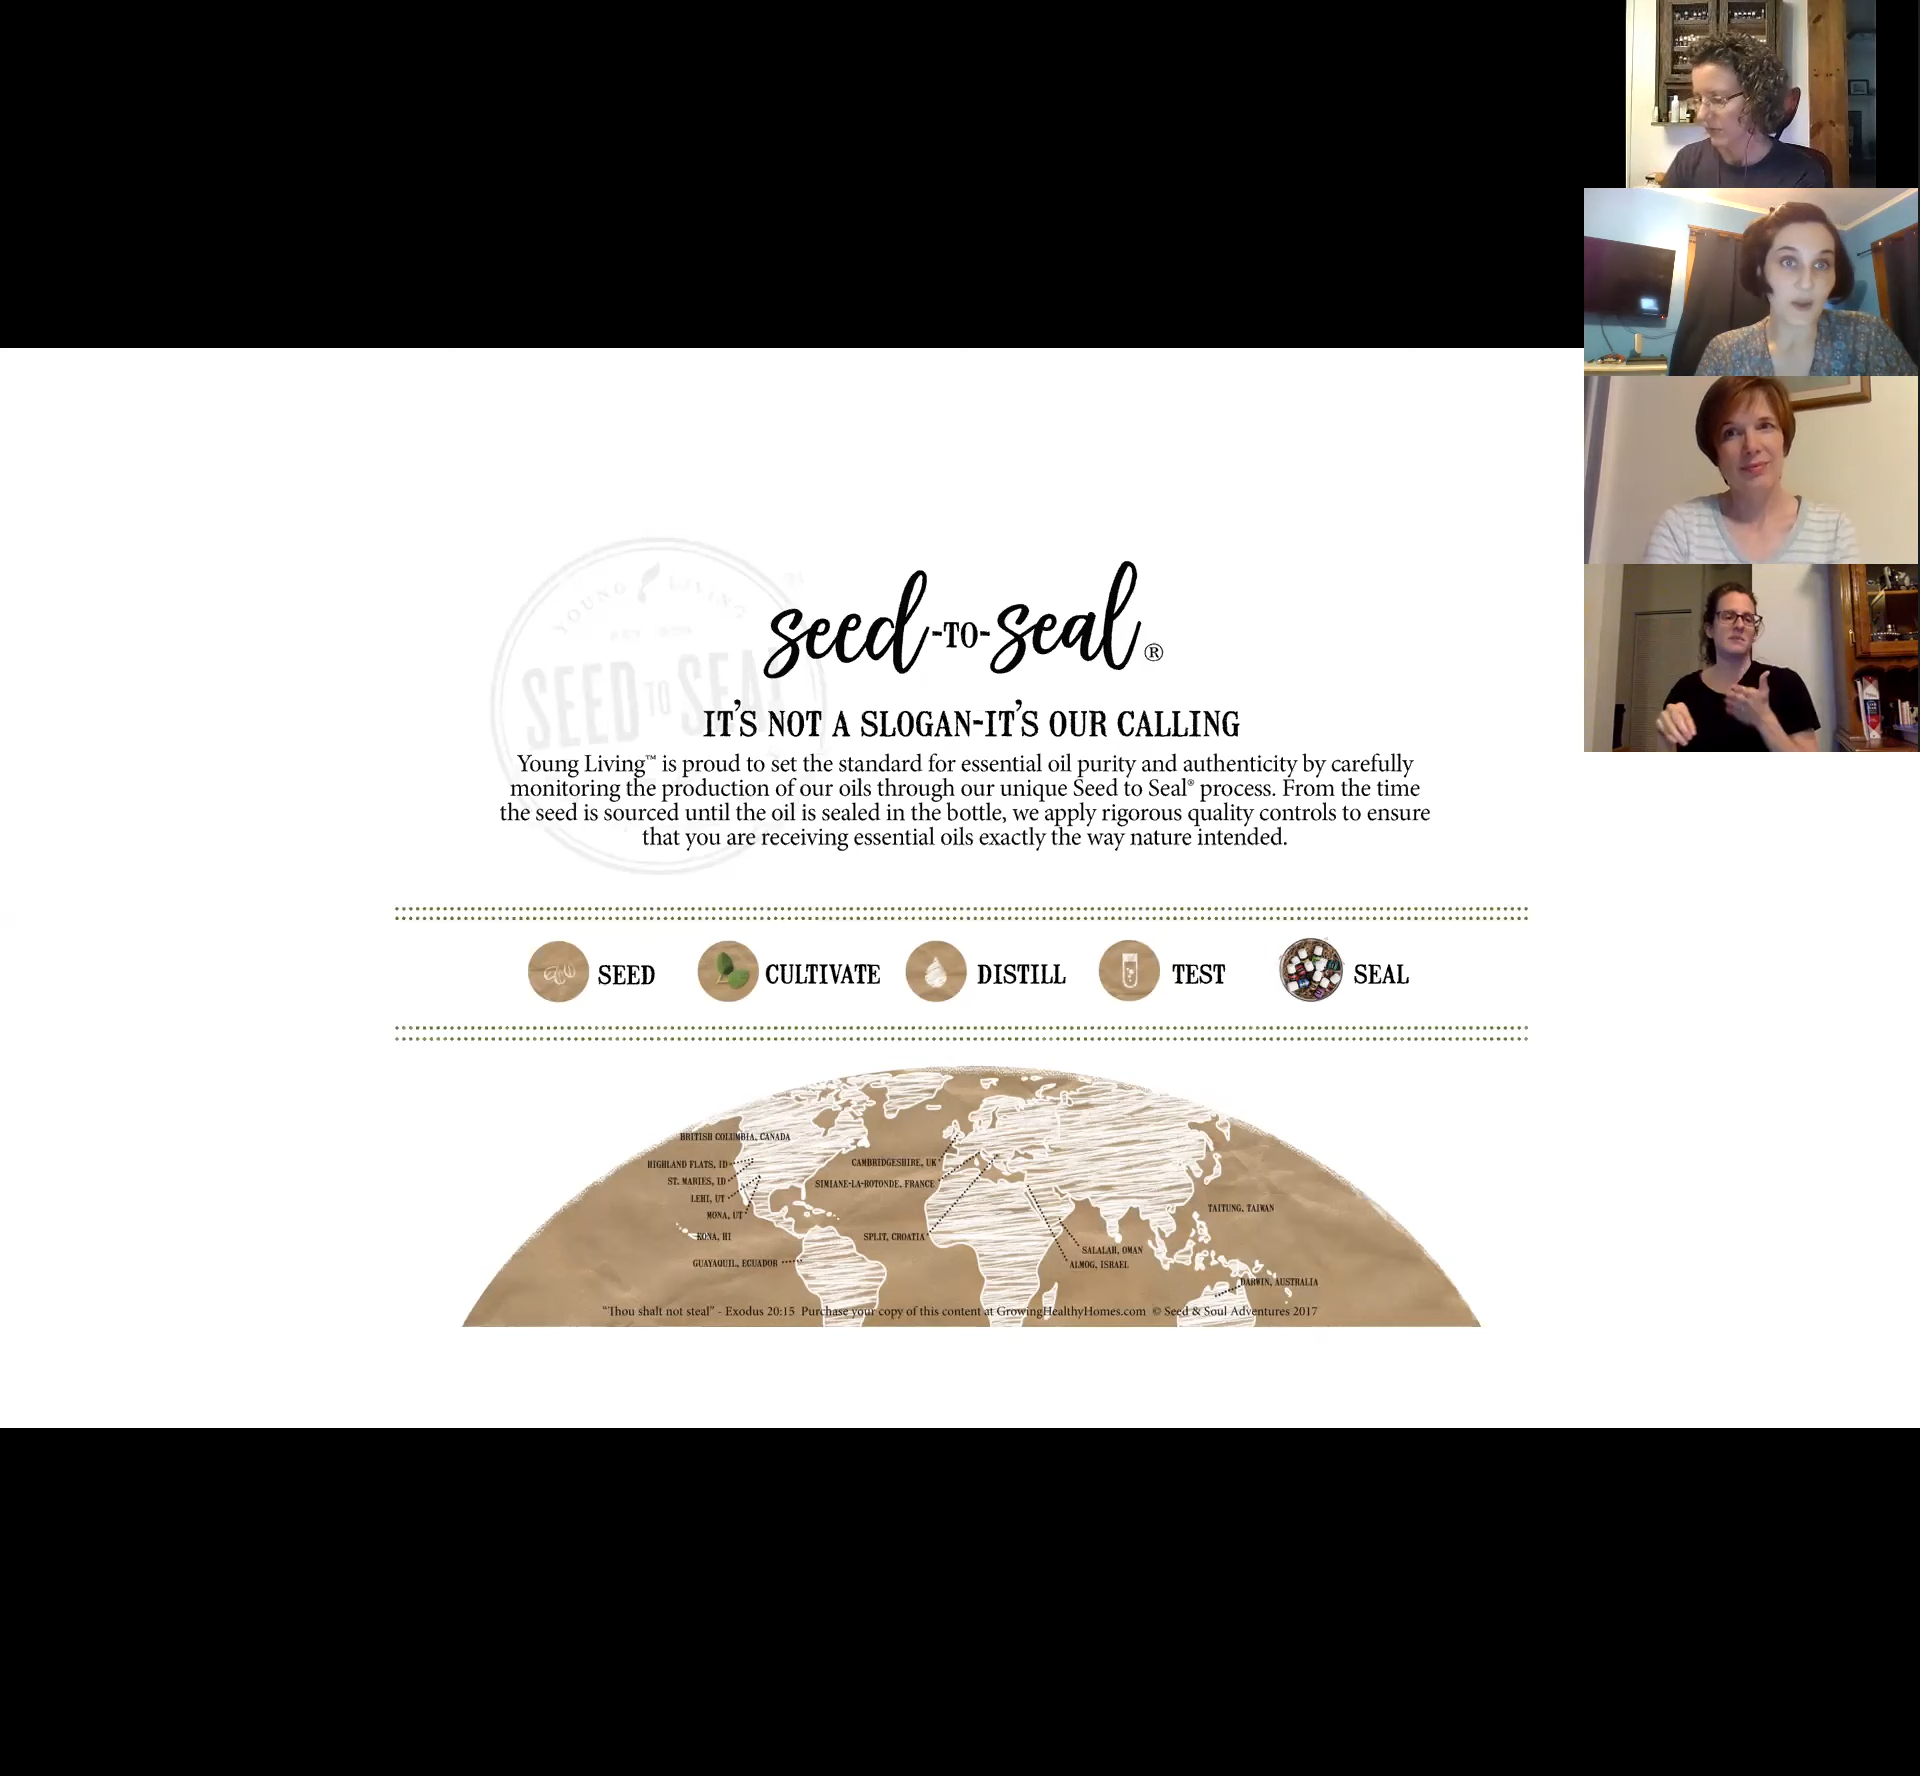 YOUNG LIVING
SEED TO SEAL
seed-TO-seal®
IT'S NOT A SLOGAN-IT'S OUR CALLING
Young Living™ is proud to set the standard for essential oil purity and authenticity by carefully
monitoring the production of our oils through our unique Seed to Seal® process. From the time
the seed is sourced until the oil is sealed in the bottle, we apply rigorous quality controls to ensure
that you are receiving essential oils exactly the way nature intended.
SEED CULTIVATE DISTILL TEST SEAL
BRITISH COLUMBIA, CANADA
HIGHLAND FLATS, ID
ST. MARIES, ID
LEHI, UT
MONA, UT
KONA, HI
GUAYAQUIL, ECUADOR
CAMBRIDGESHIRE, UK
SIMIANE-LA-ROTONDE, FRANCE
SPLIT, CROATIA
SALALAH, OMAN
ALMOG, ISRAEL
TAITUNG, TAIWAN
DARWIN, AUSTRALIA
"Thou shalt not steal" - Exodus 20:15 Purchase your copy of this content at GrowingHealthyHomes.com © Seed & Soul Adventures 2017